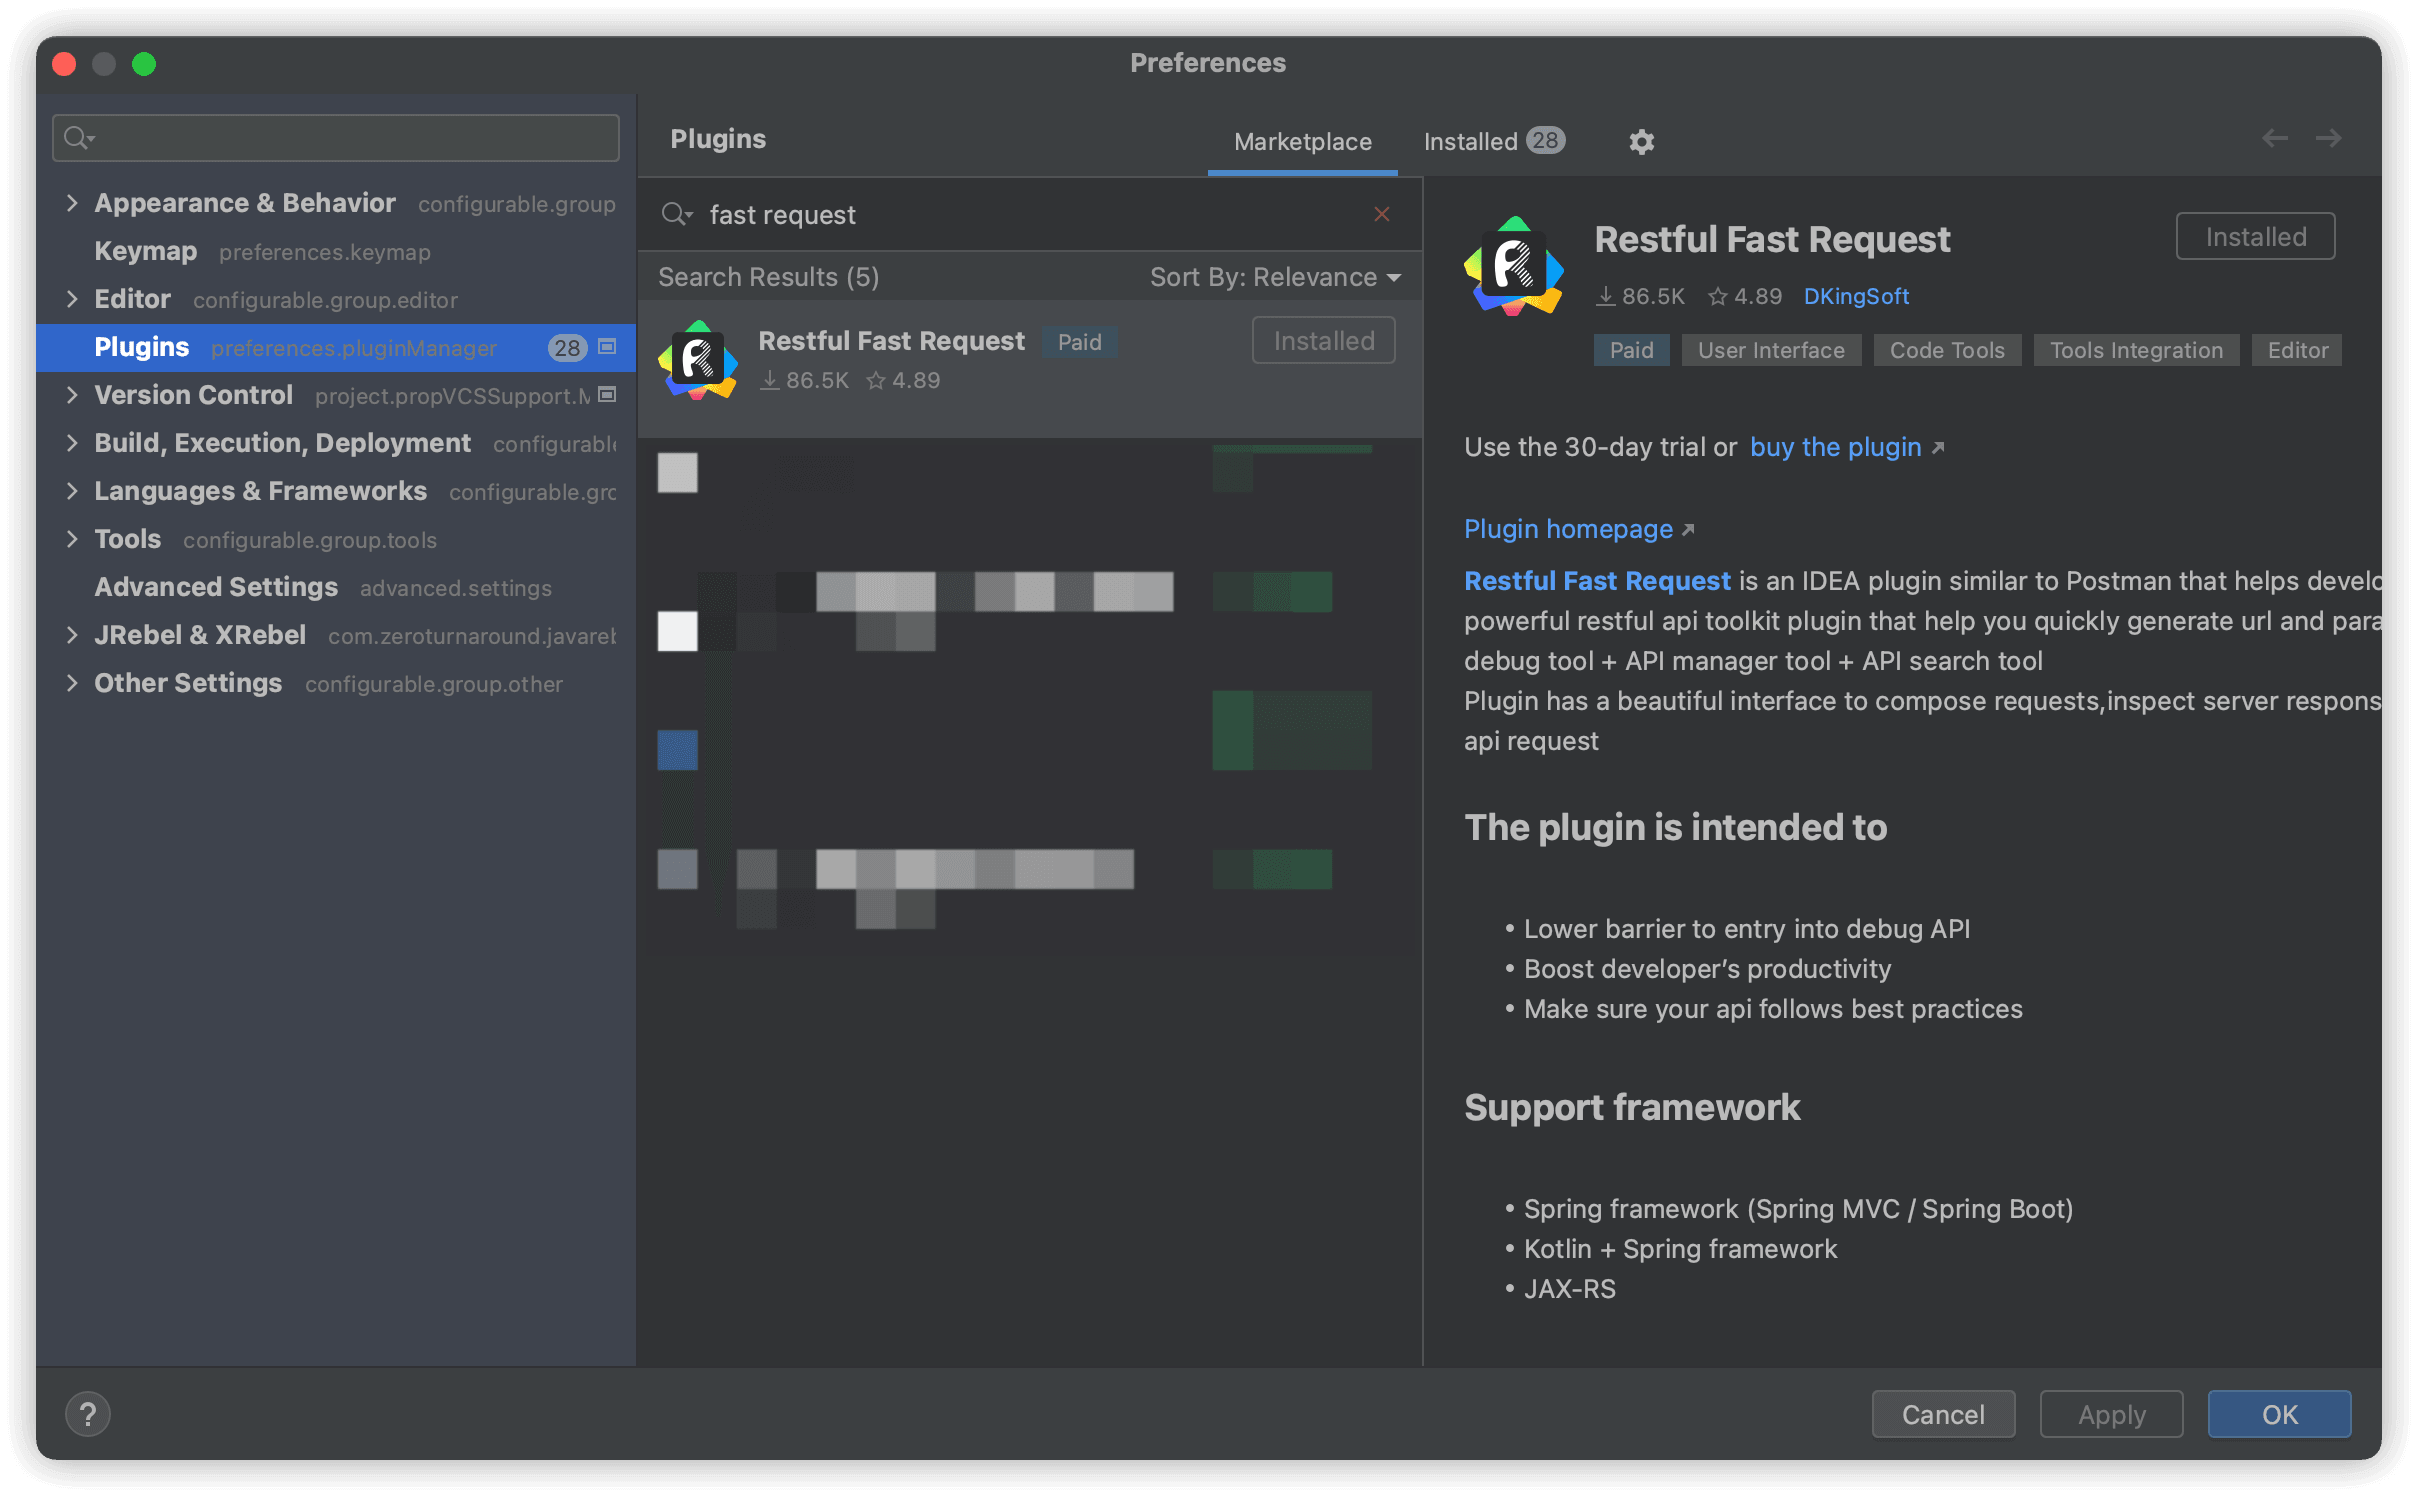 Preferences
Appearance & Behavior configurable.group
Keymap preferences.keymap
Editor configurable.group.editor
Plugins preferences.pluginManager 28
Version Control project.propVCSSupport.M
Build, Execution, Deployment configurable
Languages & Frameworks configurable.gro
Tools configurable.group.tools
Advanced Settings advanced.settings
JRebel & XRebel com.zeroturnaround.javareb
Other Settings configurable.group.other
Plugins
Marketplace
Installed 28
fast request
Search Results (5)
Sort By: Relevance
Restful Fast Request Paid
Installed
86.5K 4.89
Restful Fast Request
Installed
86.5K 4.89 DKingSoft
Paid User Interface Code Tools Tools Integration Editor
Use the 30-day trial or buy the plugin
Plugin homepage
Restful Fast Request is an IDEA plugin similar to Postman that helps develo
powerful restful api toolkit plugin that help you quickly generate url and para
debug tool + API manager tool + API search tool
Plugin has a beautiful interface to compose requests,inspect server respons
api request
The plugin is intended to
• Lower barrier to entry into debug API
• Boost developer's productivity
• Make sure your api follows best practices
Support framework
• Spring framework (Spring MVC / Spring Boot)
• Kotlin + Spring framework
• JAX-RS
?
Cancel
Apply
OK